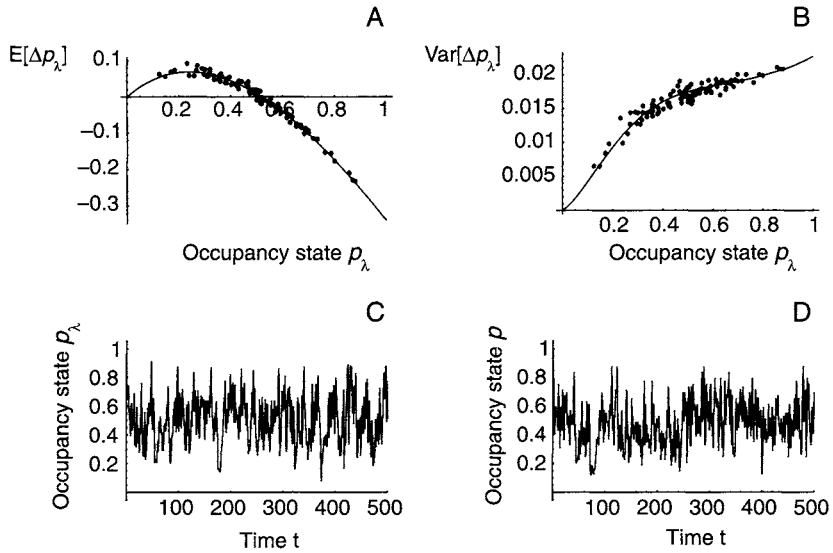 A
E[Δp_λ]
0.1
0.2 0.4 0.6 0.8 1
−0.1
−0.2
−0.3
Occupancy state p_λ
B
Var[Δp_λ]
0.02
0.015
0.01
0.005
0.2 0.4 0.6 0.8 1
Occupancy state p_λ
C
Occupancy state p_λ
1
0.8
0.6
0.4
0.2
100 200 300 400 500
Time t
D
Occupancy state p
1
0.8
0.6
0.4
0.2
100 200 300 400 500
Time t